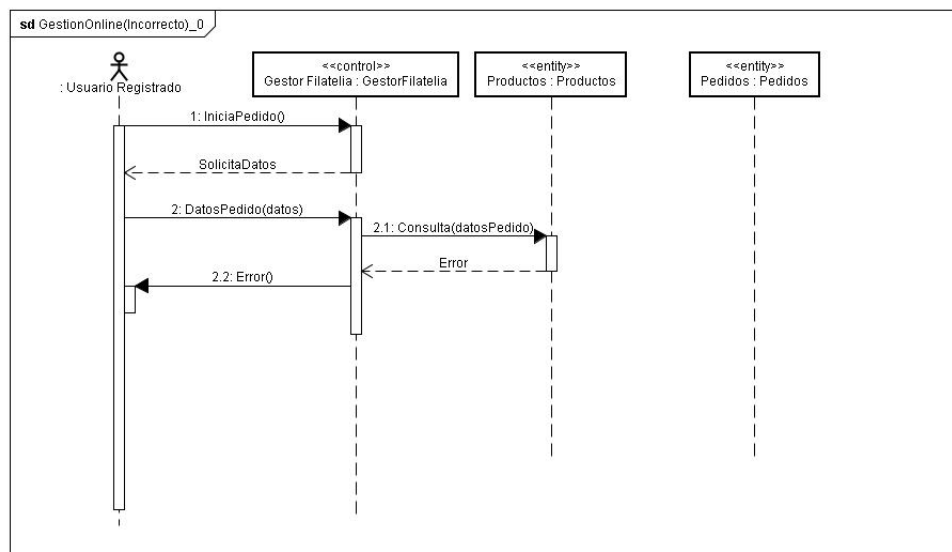 sd GestionOnline(Incorrecto)_0
: Usuario Registrado
<<control>>
Gestor Filatelia : GestorFilatelia
<<entity>>
Productos : Productos
<<entity>>
Pedidos : Pedidos
1: IniciaPedido()
SolicitaDatos
2: DatosPedido(datos)
2.1: Consulta(datosPedido)
Error
2.2: Error()